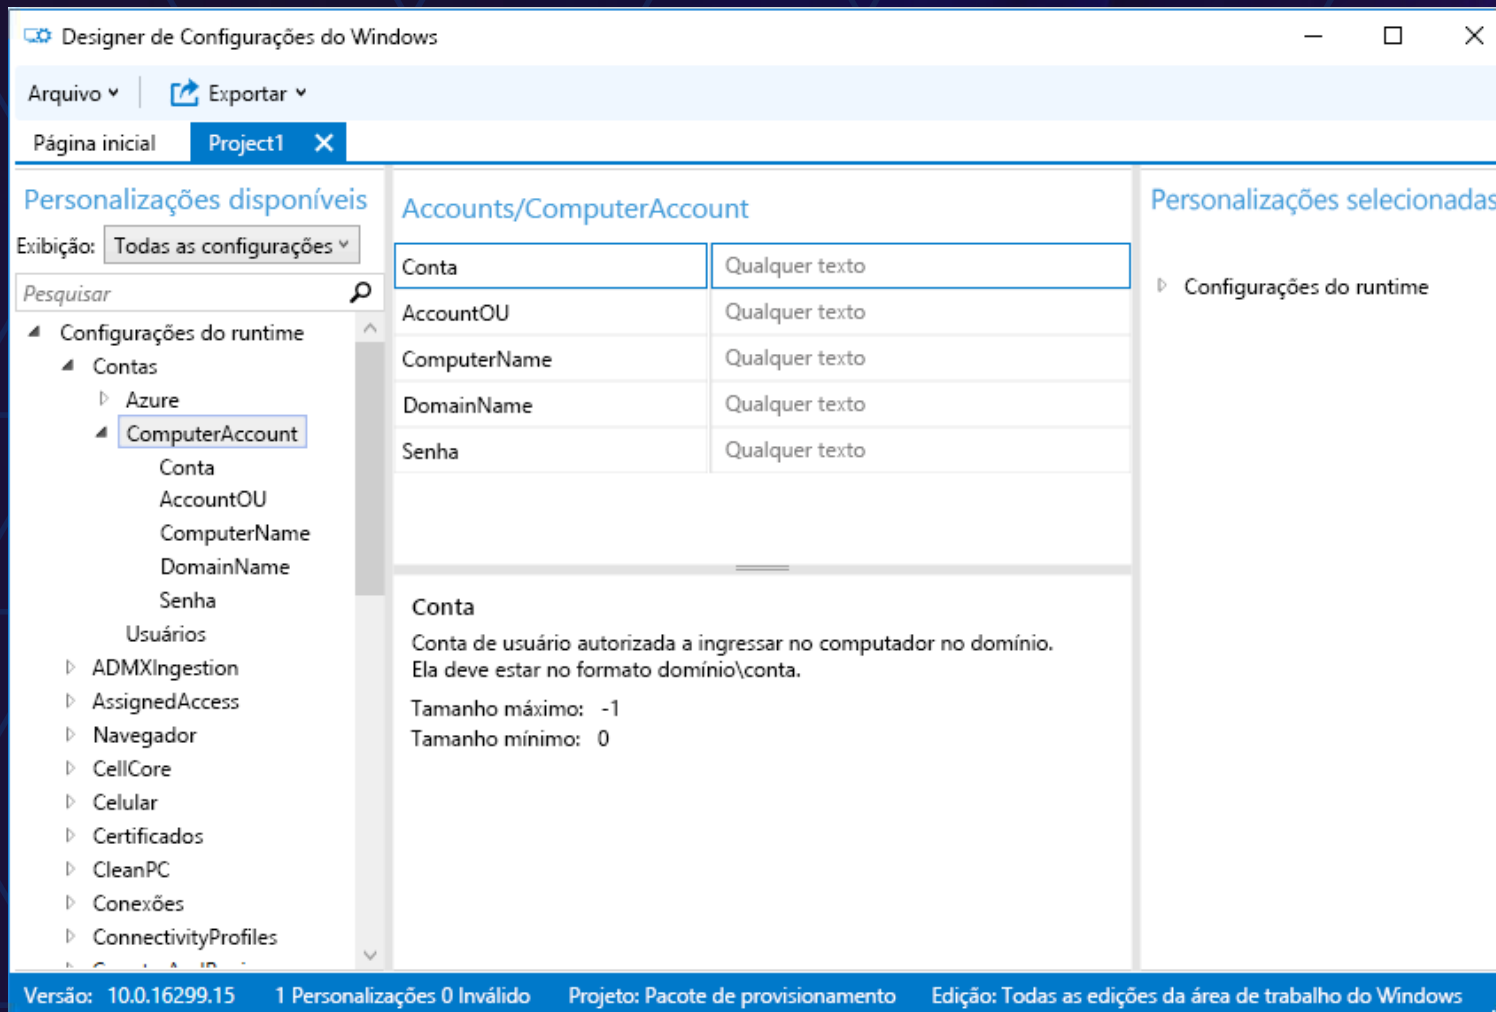 Designer de Configurações do Windows
Arquivo
Exportar
Página inicial
Project1
Personalizações disponíveis
Exibição: Todas as configurações
Pesquisar
Configurações do runtime
Contas
Azure
ComputerAccount
Conta
AccountOU
ComputerName
DomainName
Senha
Usuários
ADMXIngestion
AssignedAccess
Navegador
CellCore
Celular
Certificados
CleanPC
Conexões
ConnectivityProfiles
Accounts/ComputerAccount
Conta Qualquer texto
AccountOU Qualquer texto
ComputerName Qualquer texto
DomainName Qualquer texto
Senha Qualquer texto
Conta
Conta de usuário autorizada a ingressar no computador no domínio.
Ela deve estar no formato domínio\conta.
Tamanho máximo: -1
Tamanho mínimo: 0
Personalizações selecionadas
Configurações do runtime
Versão: 10.0.16299.15 1 Personalizações 0 Inválido Projeto: Pacote de provisionamento Edição: Todas as edições da área de trabalho do Windows